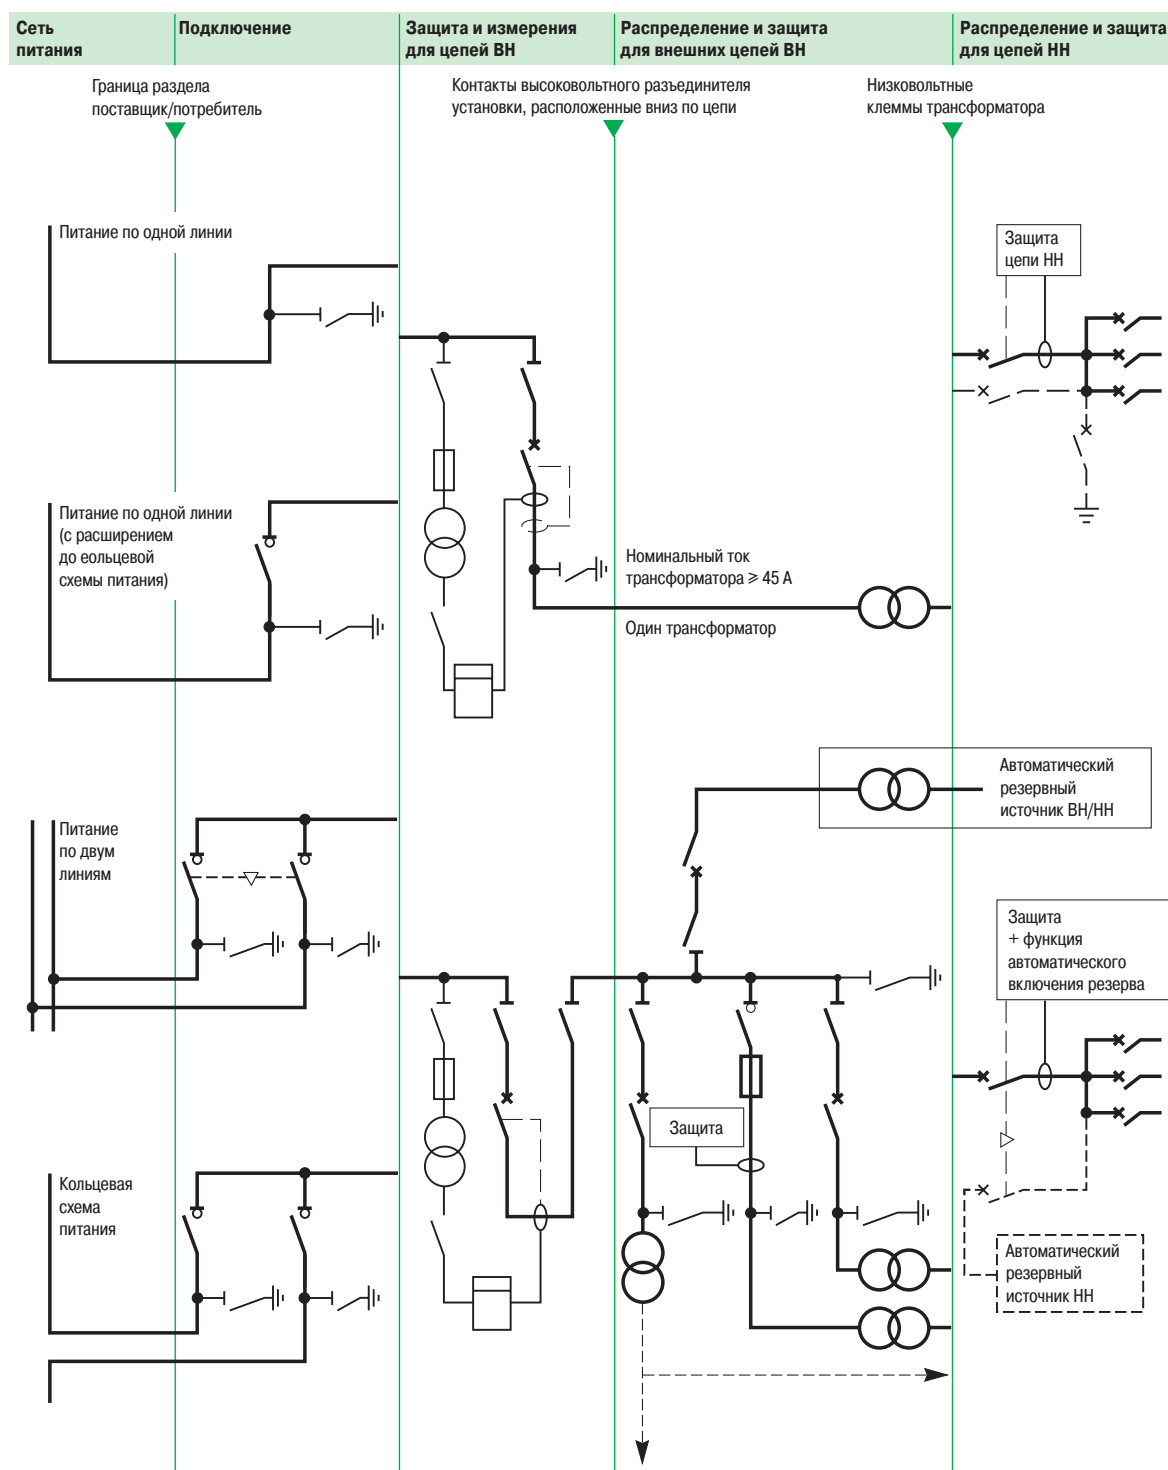 Сеть
питания
Подключение
Защита и измерения
для цепей ВН
Распределение и защита
для внешних цепей ВН
Распределение и защита
для цепей НН
Граница раздела
поставщик/потребитель
Контакты высоковольтного разъединителя
установки, расположенные вниз по цепи
Низковольтные
клеммы трансформатора
Питание по одной линии
Защита
цепи НН
Питание по одной линии
(с расширением
до еольцевой
схемы питания)
Номинальный ток
трансформатора ⩾ 45 А
Один трансформатор
Автоматический
резервный
источник ВН/НН
Питание
по двум
линиям
Защита
+ функция
автоматического
включения резерва
Защита
Кольцевая
схема
питания
Автоматический
резервный
источник НН